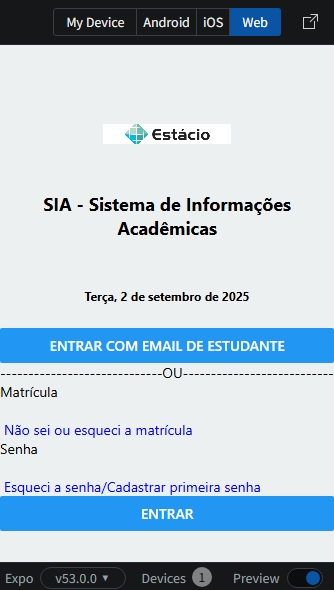 My Device Android iOS Web
Estácio
SIA - Sistema de Informações
Acadêmicas
Terça, 2 de setembro de 2025
ENTRAR COM EMAIL DE ESTUDANTE
--------------------------------OU------------------------------
Matrícula
Não sei ou esqueci a matrícula
Senha
Esqueci a senha/Cadastrar primeira senha
ENTRAR
Expo v53.0.0 ▾ Devices 1 Preview